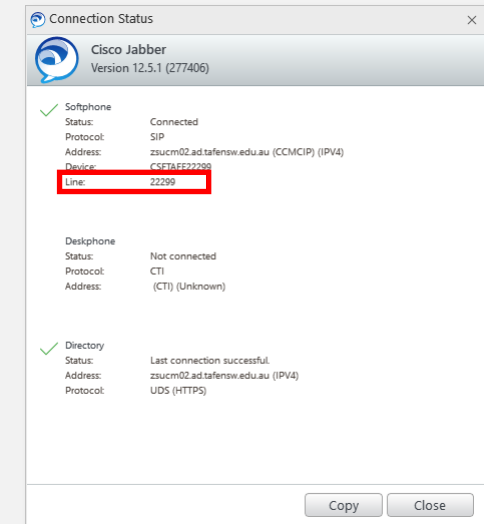 Connection Status
Cisco Jabber
Version 12.5.1 (277406)
Softphone
Status: Connected
Protocol: SIP
Address: zsucm02.ad.tafensw.edu.au (CCMCIP) (IPV4)
Device: CSFTAFE22299
Line: 22299
Deskphone
Status: Not connected
Protocol: CTI
Address: (CTI) (Unknown)
Directory
Status: Last connection successful.
Address: zsucm02.ad.tafensw.edu.au (IPV4)
Protocol: UDS (HTTPS)
Copy Close